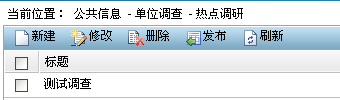 当前位置： 公共信息 - 单位调查 - 热点调研
新建 修改 删除 发布 刷新
标题
测试调查